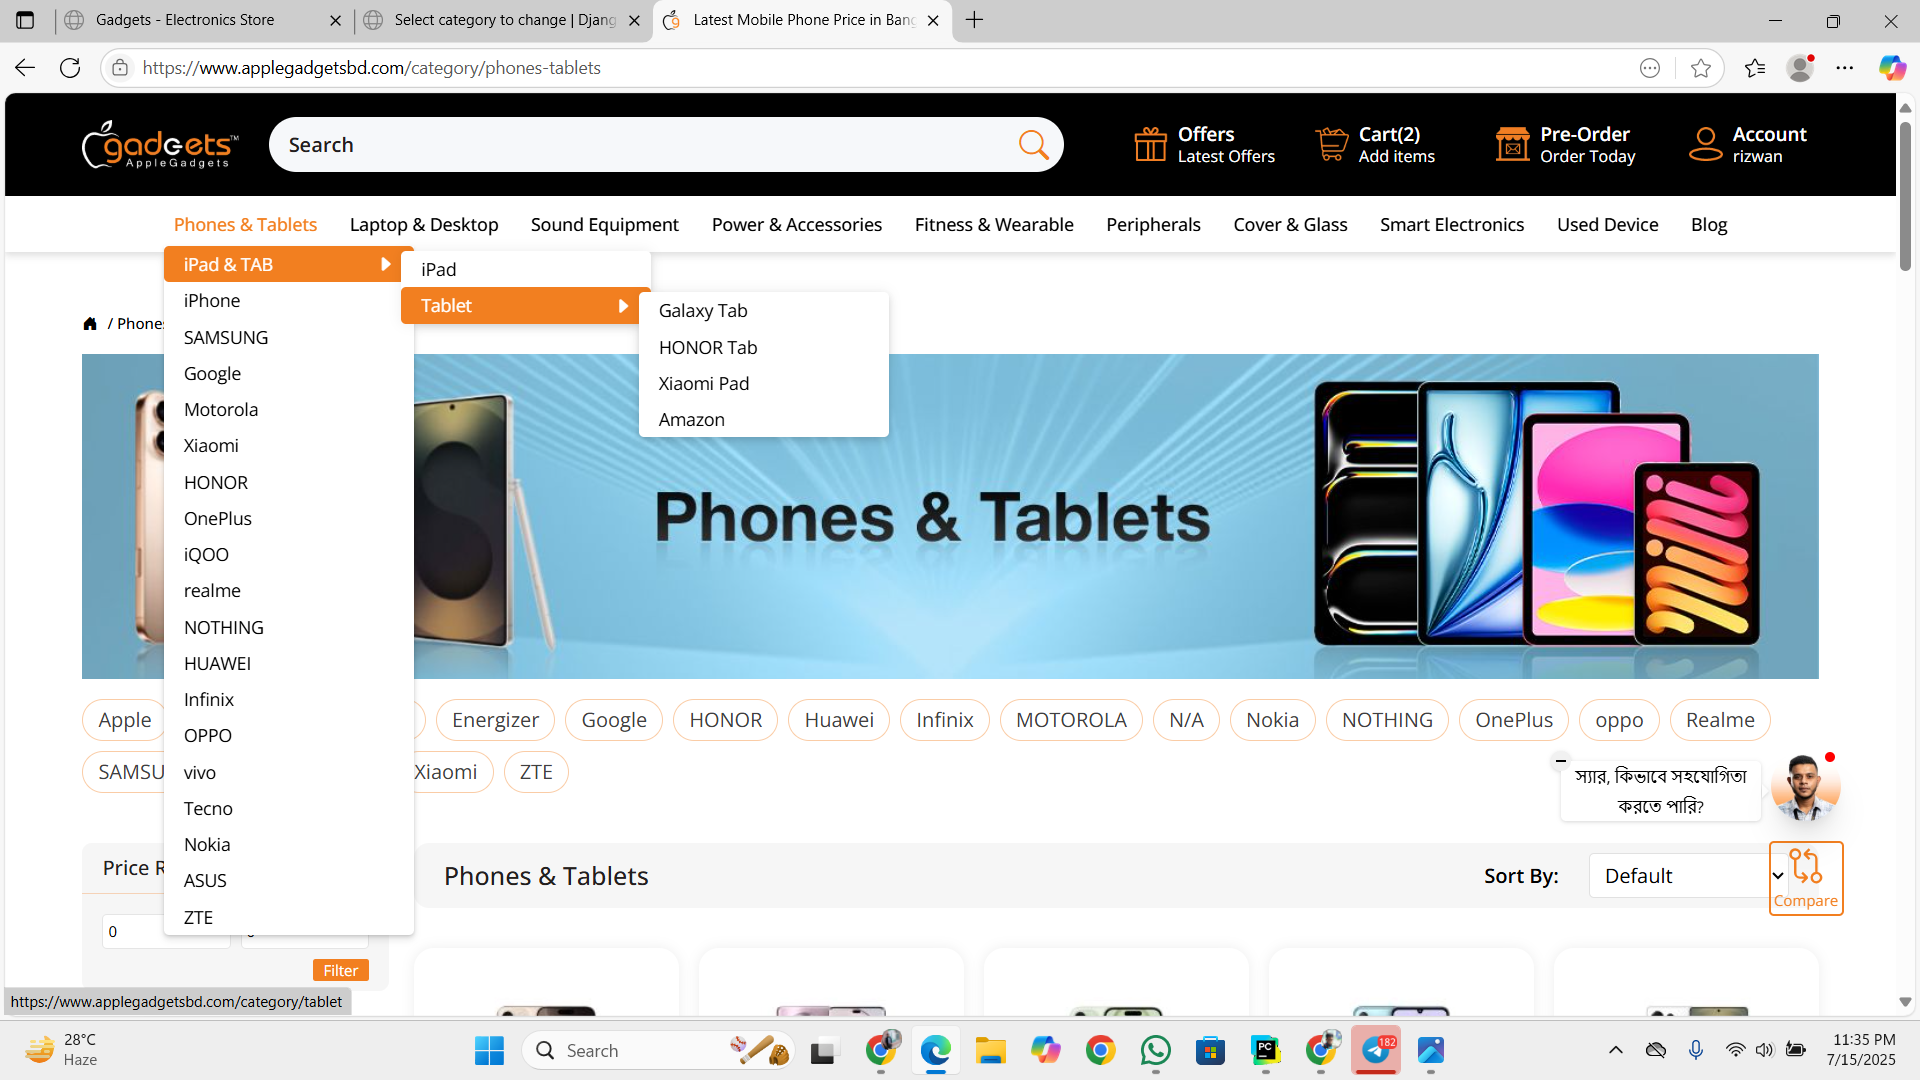 Gadgets - Electronics Store
Select category to change | Djang
Latest Mobile Phone Price in Bang
https://www.applegadgetsbd.com/category/phones-tablets
gadgets™
AppleGadgets
Search
Offers
Latest Offers
Cart(2)
Add items
Pre-Order
Order Today
Account
rizwan
Phones & Tablets
Laptop & Desktop
Sound Equipment
Power & Accessories
Fitness & Wearable
Peripherals
Cover & Glass
Smart Electronics
Used Device
Blog
iPad & TAB
iPhone
SAMSUNG
Google
Motorola
Xiaomi
HONOR
OnePlus
iQOO
realme
NOTHING
HUAWEI
Infinix
OPPO
vivo
Tecno
Nokia
ASUS
ZTE
iPad
Tablet
Galaxy Tab
HONOR Tab
Xiaomi Pad
Amazon
/ Phones
Phones & Tablets
mini
Apple
Energizer
Google
HONOR
Huawei
Infinix
MOTOROLA
N/A
Nokia
NOTHING
OnePlus
oppo
Realme
SAMSU
Xiaomi
ZTE
স্যার, কিভাবে সহযোগিতা
করতে পারি?
Price R
0
Filter
Phones & Tablets
Sort By:
Default
Compare
https://www.applegadgetsbd.com/category/tablet
28°C
Haze
Search
PC
182
11:35 PM
7/15/2025